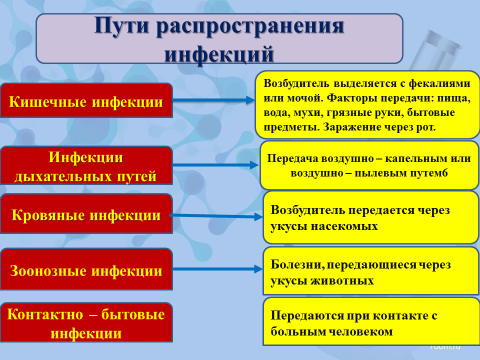 Пути распространения
инфекций
Кишечные инфекции
Возбудитель выделяется с фекалиями
или мочой. Факторы передачи: пища,
вода, мухи, грязные руки, бытовые
предметы. Заражение через рот.
Инфекции
дыхательных путей
Передача воздушно – капельным или
воздушно – пылевым путем6
Кровяные инфекции
Возбудитель передается через
укусы насекомых
Зоонозные инфекции
Болезни, передающиеся через
укусы животных
Контактно – бытовые
инфекции
Передаются при контакте с
больным человеком